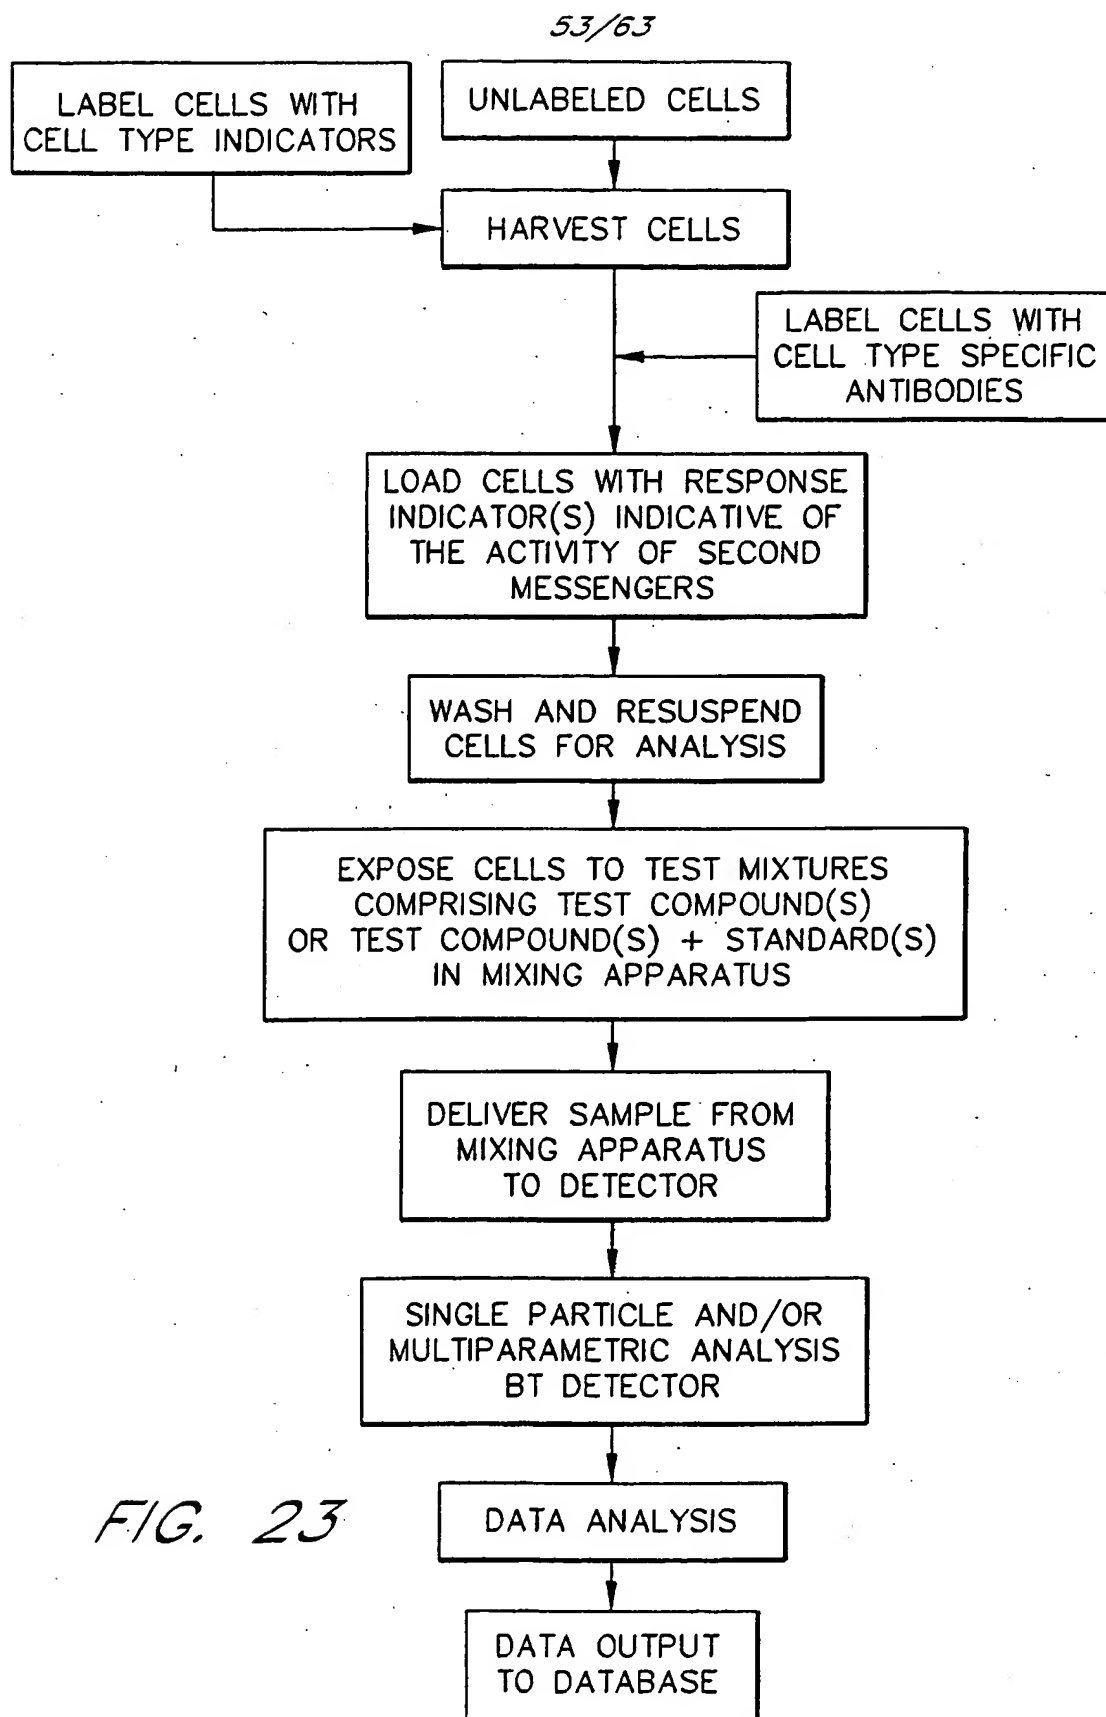 53/63
LABEL CELLS WITH
CELL TYPE INDICATORS
UNLABELED CELLS
HARVEST CELLS
LABEL CELLS WITH
CELL TYPE SPECIFIC
ANTIBODIES
LOAD CELLS WITH RESPONSE
INDICATOR(S) INDICATIVE OF
THE ACTIVITY OF SECOND
MESSENGERS
WASH AND RESUSPEND
CELLS FOR ANALYSIS
EXPOSE CELLS TO TEST MIXTURES
COMPRISING TEST COMPOUND(S)
OR TEST COMPOUND(S) + STANDARD(S)
IN MIXING APPARATUS
DELIVER SAMPLE FROM
MIXING APPARATUS
TO DETECTOR
SINGLE PARTICLE AND/OR
MULTIPARAMETRIC ANALYSIS
BT DETECTOR
DATA ANALYSIS
DATA OUTPUT
TO DATABASE
FIG. 23